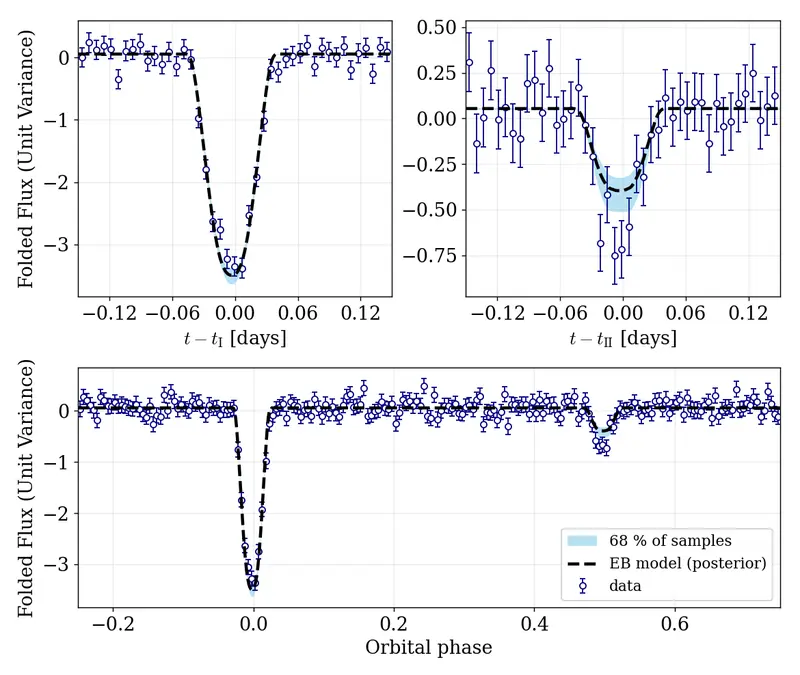 Folded Flux (Unit Variance)
0
−1
−2
−3
−0.12 −0.06 0.00 0.06 0.12
t − t_I [days]
0.50
0.25
0.00
−0.25
−0.50
−0.75
−0.12 −0.06 0.00 0.06 0.12
t − t_II [days]
Folded Flux (Unit Variance)
0
−1
−2
−3
68 % of samples
EB model (posterior)
data
−0.2 0.0 0.2 0.4 0.6
Orbital phase